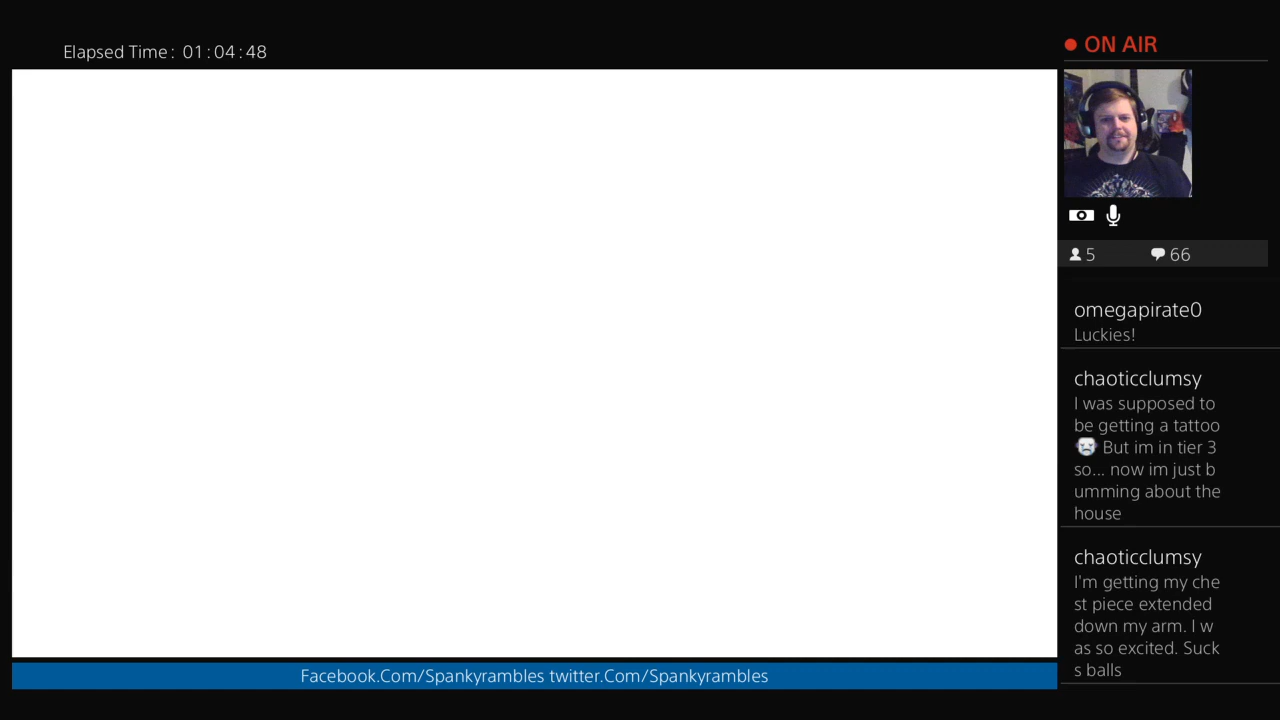 Elapsed Time: 01:04:48
ON AIR
5
66
omegapirate0
Luckies!
chaoticclumsy
I was supposed to
be getting a tattoo
But im in tier 3
so... now im just b
umming about the
house
chaoticclumsy
I'm getting my che
st piece extended
down my arm. I w
as so excited. Suck
s balls
Facebook.Com/Spankyrambles twitter.Com/Spankyrambles